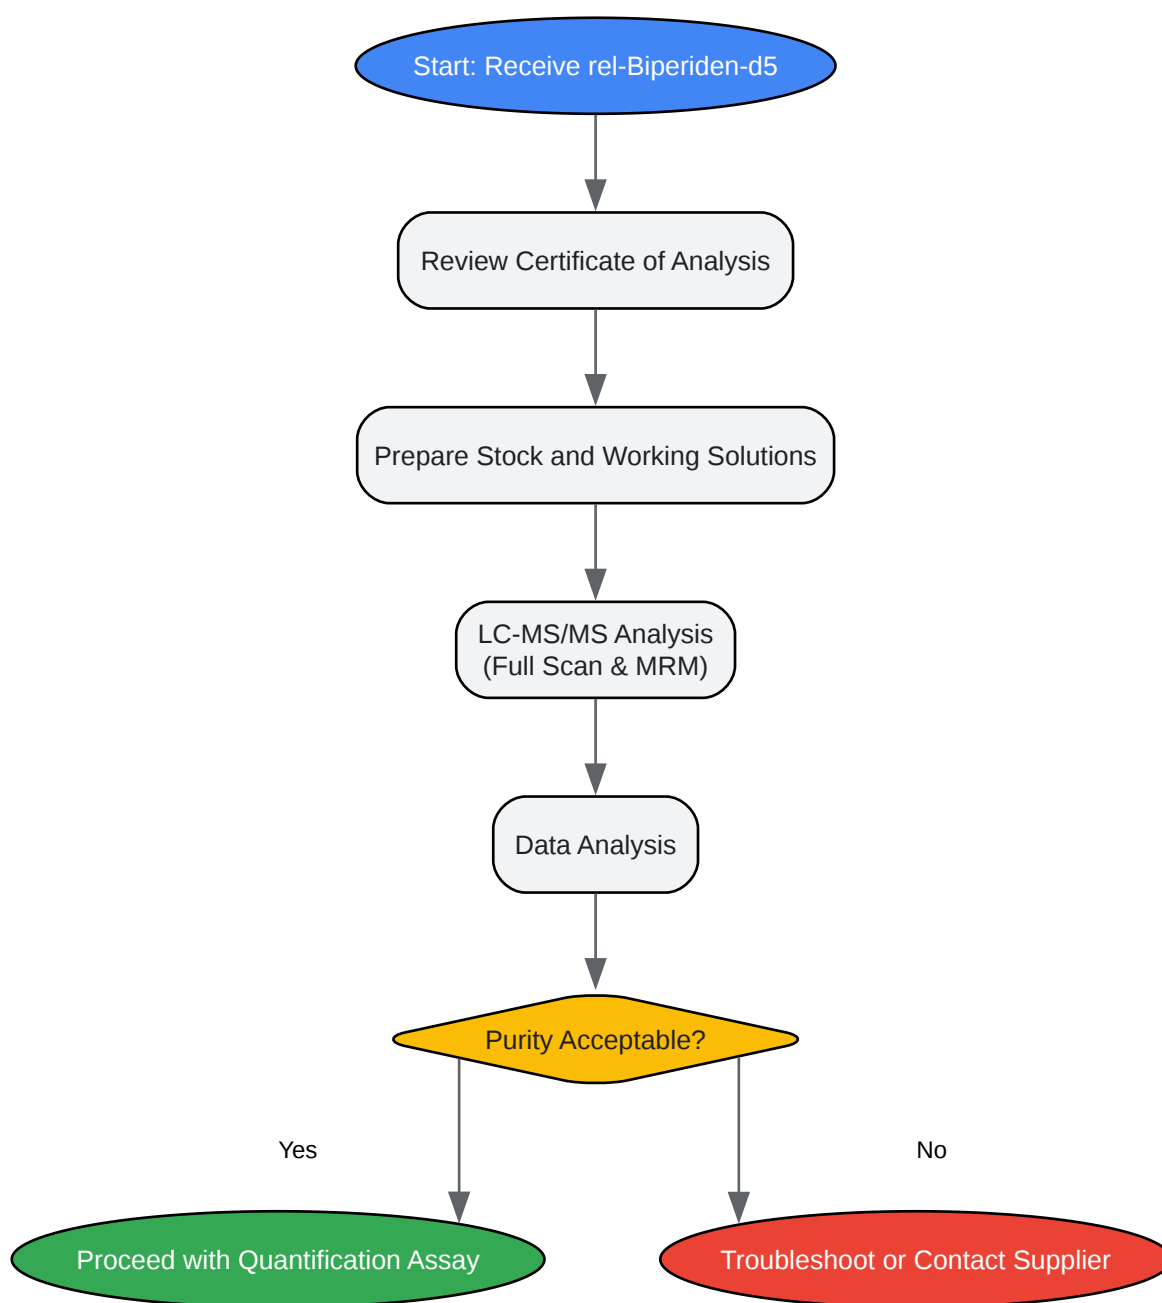 Start: Receive rel-Biperiden-d5
Review Certificate of Analysis
Prepare Stock and Working Solutions
LC-MS/MS Analysis
(Full Scan & MRM)
Data Analysis
Purity Acceptable?
Yes
No
Proceed with Quantification Assay
Troubleshoot or Contact Supplier